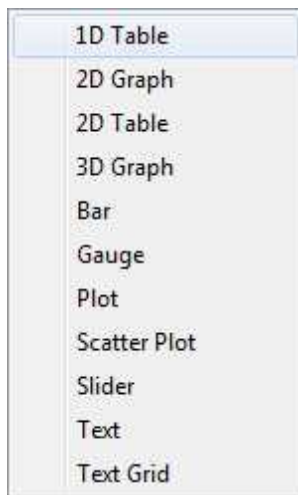 1D Table
2D Graph
2D Table
3D Graph
Bar
Gauge
Plot
Scatter Plot
Slider
Text
Text Grid